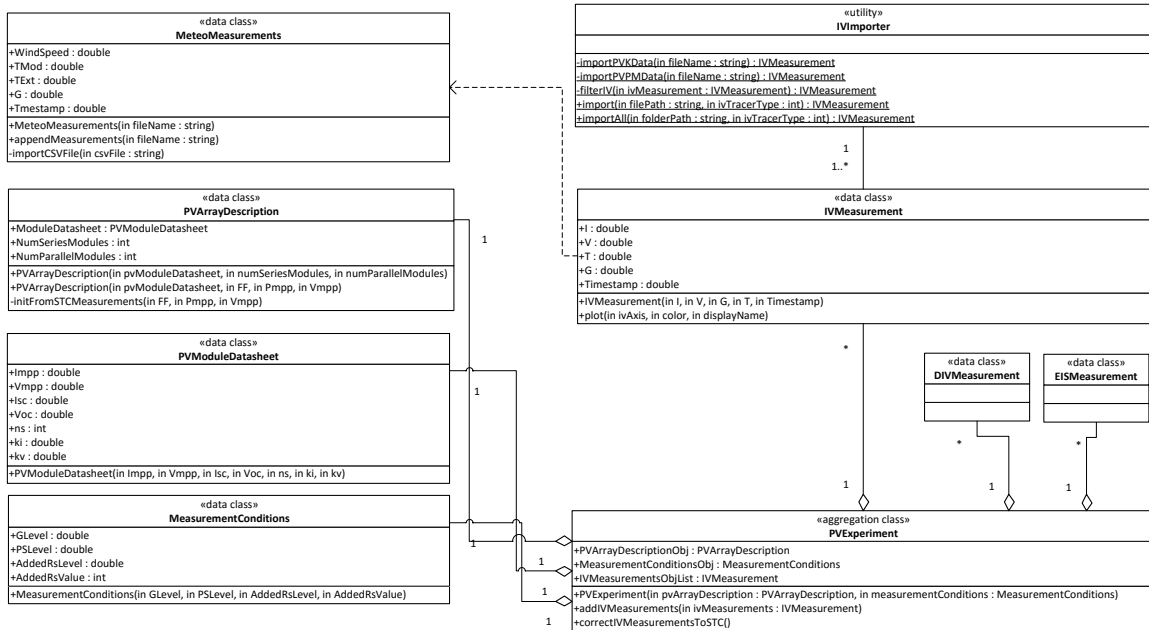 «data class»
MeteoMeasurements
+WindSpeed : double
+TMod : double
+TExt : double
+G : double
+Tmestamp : double
+MeteoMeasurements(in fileName : string)
+appendMeasurements(in fileName : string)
-importCSVFile(in csvFile : string)
«utility»
IVImporter
-importPVKData(in fileName : string) : IVMeasurement
-importPVPMData(in fileName : string) : IVMeasurement
-filterIV(in ivMeasurement : IVMeasurement) : IVMeasurement
+import(in filePath : string, in ivTracerType : int) : IVMeasurement
+importAll(in folderPath : string, in ivTracerType : int) : IVMeasurement
1
1..*
«data class»
PVArrayDescription
+ModuleDatasheet : PVModuleDatasheet
+NumSeriesModules : int
+NumParallelModules : int
+PVArrayDescription(in pvModuleDatasheet, in numSeriesModules, in numParallelModules)
+PVArrayDescription(in pvModuleDatasheet, in FF, in Pmpp, in Vmpp)
-initFromSTCMeasurements(in FF, in Pmpp, in Vmpp)
1
«data class»
IVMeasurement
+I : double
+V : double
+T : double
+G : double
+Timestamp : double
+IVMeasurement(in I, in V, in G, in T, in Timestamp)
+plot(in ivAxis, in color, in displayName)
«data class»
PVModuleDatasheet
+Impp : double
+Vmpp : double
+Isc : double
+Voc : double
+ns : int
+ki : double
+kv : double
+PVModuleDatasheet(in Impp, in Vmpp, in Isc, in Voc, in ns, in ki, in kv)
1
*
«data class»
DIVMeasurement
«data class»
EISMeasurement
*
*
1
1
1
«data class»
MeasurementConditions
+GLevel : double
+PSLevel : double
+AddedRsLevel : double
+AddedRsValue : int
+MeasurementConditions(in GLevel, in PSLevel, in AddedRsLevel, in AddedRsValue)
1
1
1
1
«aggregation class»
PVExperiment
+PVArrayDescriptionObj : PVArrayDescription
+MeasurementConditionsObj : MeasurementConditions
+IVMeasurementsObjList : IVMeasurement
+PVExperiment(in pvArrayDescription : PVArrayDescription, in measurementConditions : MeasurementConditions)
+addIVMeasurements(in ivMeasurements : IVMeasurement)
+correctIVMeasurementsToSTC()